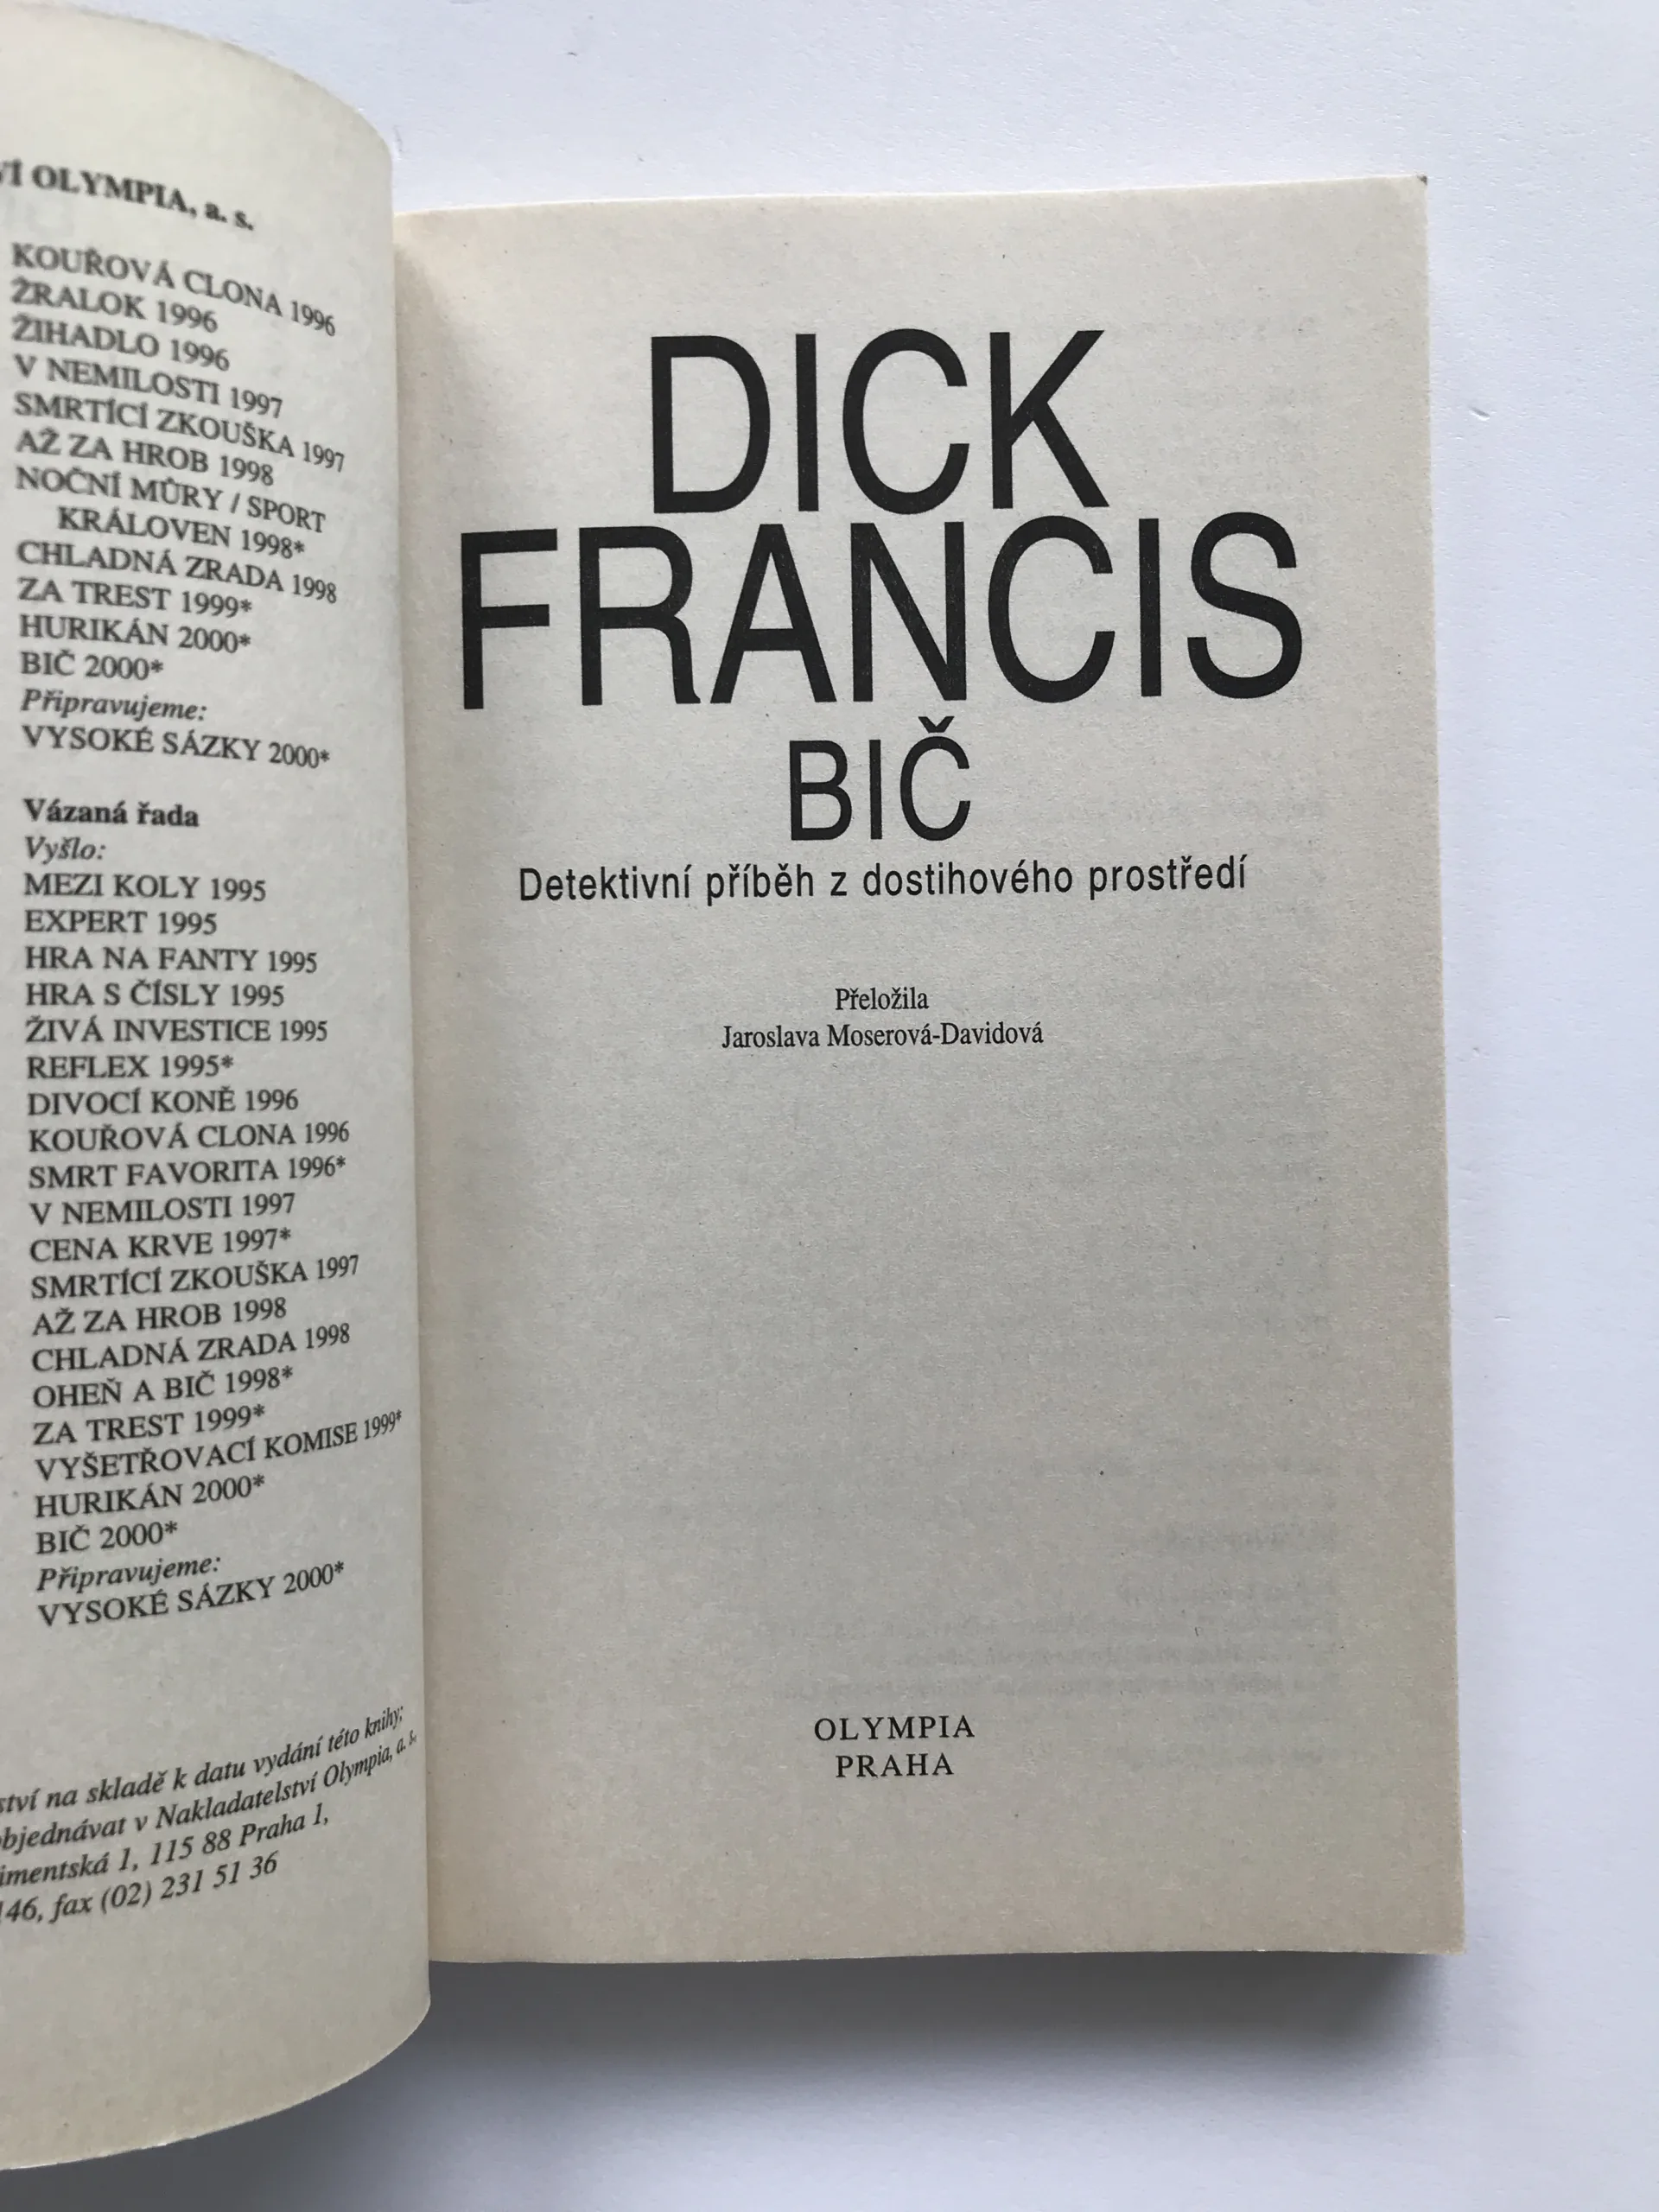 OLYMPIA, a. s.
KOUŘOVÁ CLONA 1996
ŽRALOK 1996
ŽIHADLO 1996
V NEMILOSTI 1997
SMRTÍCÍ ZKOUŠKA 1997
AŽ ZA HROB 1998
NOČNÍ MŮRY / SPORT
KRÁLOVEN 1998*
CHLADNÁ ZRADA 1998
ZA TREST 1999*
HURIKÁN 2000*
BIČ 2000*
Připravujeme:
VYSOKÉ SÁZKY 2000*
Vázaná řada
Vyšlo:
MEZI KOLY 1995
EXPERT 1995
HRA NA FANTY 1995
HRA S ČÍSLY 1995
ŽIVÁ INVESTICE 1995
REFLEX 1995*
DIVOCÍ KONĚ 1996
KOUŘOVÁ CLONA 1996
SMRT FAVORITA 1996*
V NEMILOSTI 1997
CENA KRVE 1997*
SMRTÍCÍ ZKOUŠKA 1997
AŽ ZA HROB 1998
CHLADNÁ ZRADA 1998
OHEŇ A BIČ 1998*
ZA TREST 1999*
VYŠETŘOVACÍ KOMISE 1999*
HURIKÁN 2000*
BIČ 2000*
Připravujeme:
VYSOKÉ SÁZKY 2000*
ství na skladě k datu vydání této knihy;
objednávat v Nakladatelství Olympia, a. s.,
imentská 1, 115 88 Praha 1,
146, fax (02) 231 51 36
DICK
FRANCIS
BIČ
Detektivní příběh z dostihového prostředí
Přeložila
Jaroslava Moserová-Davidová
OLYMPIA
PRAHA